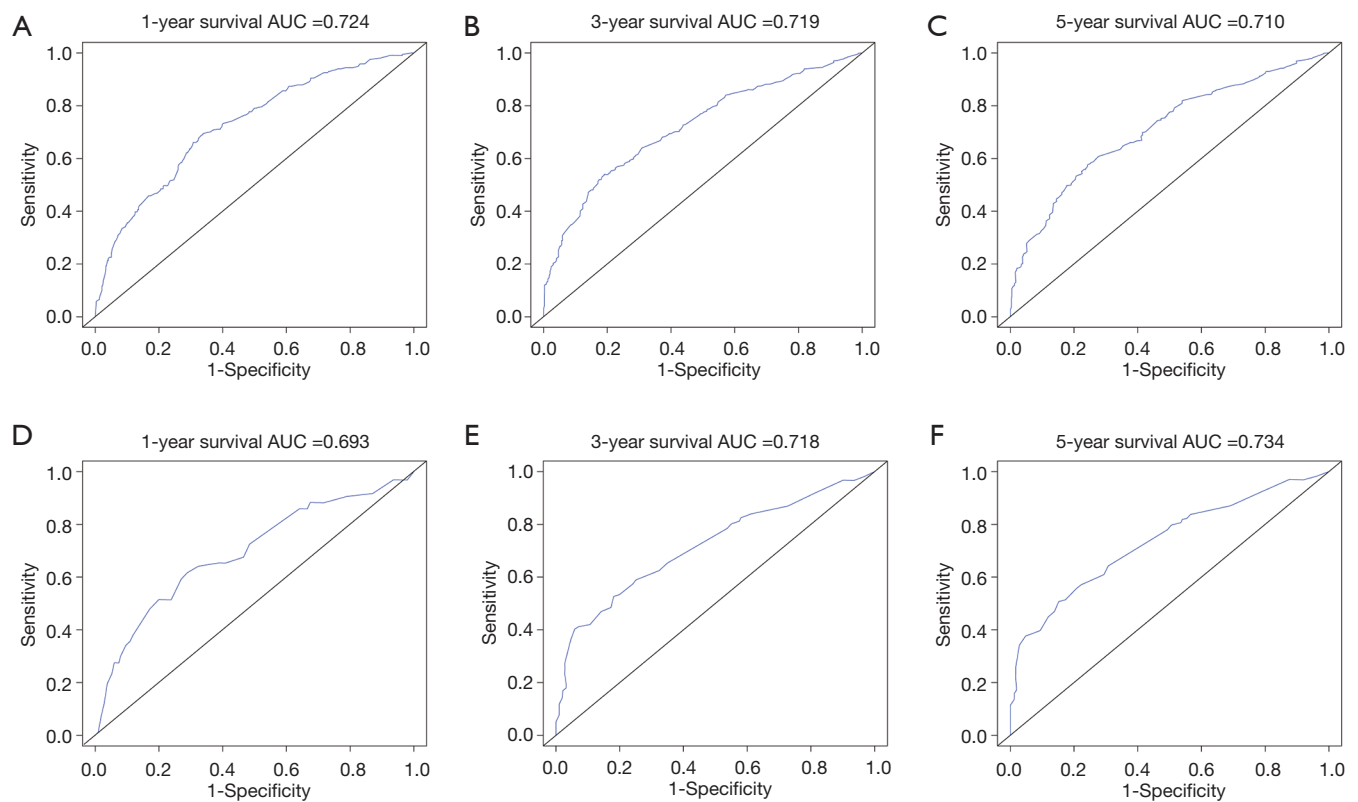 A
1-year survival AUC =0.724
1.0
0.8
0.6
0.4
0.2
0.0
Sensitivity
0.0 0.2 0.4 0.6 0.8 1.0
1-Specificity
B
3-year survival AUC =0.719
1.0
0.8
0.6
0.4
0.2
0.0
Sensitivity
0.0 0.2 0.4 0.6 0.8 1.0
1-Specificity
C
5-year survival AUC =0.710
1.0
0.8
0.6
0.4
0.2
0.0
Sensitivity
0.0 0.2 0.4 0.6 0.8 1.0
1-Specificity
D
1-year survival AUC =0.693
1.0
0.8
0.6
0.4
0.2
0.0
Sensitivity
0.0 0.2 0.4 0.6 0.8 1.0
1-Specificity
E
3-year survival AUC =0.718
1.0
0.8
0.6
0.4
0.2
0.0
Sensitivity
0.0 0.2 0.4 0.6 0.8 1.0
1-Specificity
F
5-year survival AUC =0.734
1.0
0.8
0.6
0.4
0.2
0.0
Sensitivity
0.0 0.2 0.4 0.6 0.8 1.0
1-Specificity